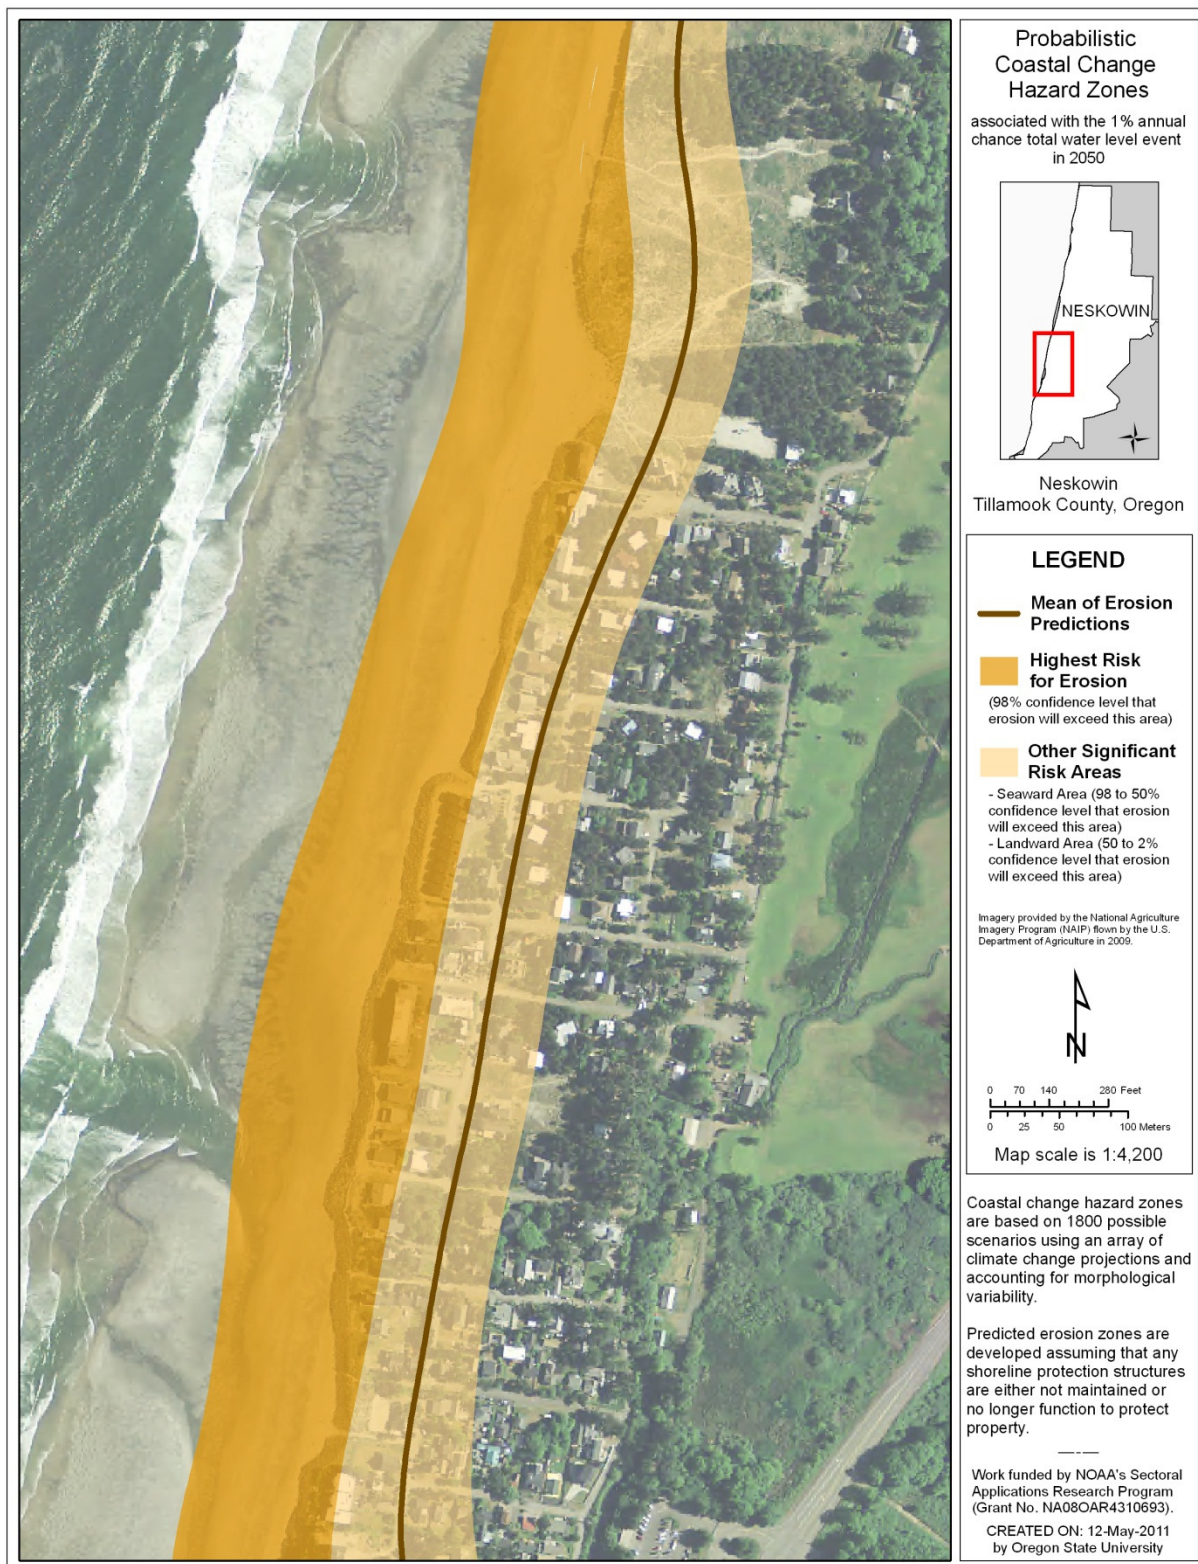 Probabilistic
Coastal Change
Hazard Zones
associated with the 1% annual
chance total water level event
in 2050
NESKOWIN
Neskowin
Tillamook County, Oregon
LEGEND
Mean of Erosion
Predictions
Highest Risk
for Erosion
(98% confidence level that
erosion will exceed this area)
Other Significant
Risk Areas
- Seaward Area (98 to 50%
confidence level that erosion
will exceed this area)
- Landward Area (50 to 2%
confidence level that erosion
will exceed this area)
Imagery provided by the National Agriculture
Imagery Program (NAIP) flown by the U.S.
Department of Agriculture in 2009.
N
0 70 140 280 Feet
0 25 50 100 Meters
Map scale is 1:4,200
Coastal change hazard zones
are based on 1800 possible
scenarios using an array of
climate change projections and
accounting for morphological
variability.
Predicted erosion zones are
developed assuming that any
shoreline protection structures
are either not maintained or
no longer function to protect
property.
Work funded by NOAA's Sectoral
Applications Research Program
(Grant No. NA08OAR4310693).
CREATED ON: 12-May-2011
by Oregon State University